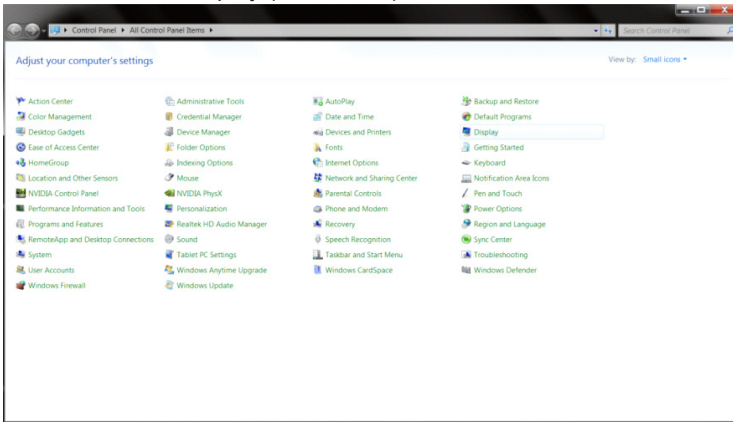 Control Panel ▸ All Control Panel Items ▸
Search Control Panel
Adjust your computer's settings
View by: Small icons
Action Center Administrative Tools AutoPlay Backup and Restore
Color Management Credential Manager Date and Time Default Programs
Desktop Gadgets Device Manager Devices and Printers Display
Ease of Access Center Folder Options Fonts Getting Started
HomeGroup Indexing Options Internet Options Keyboard
Location and Other Sensors Mouse Network and Sharing Center Notification Area Icons
NVIDIA Control Panel NVIDIA PhysX Parental Controls Pen and Touch
Performance Information and Tools Personalization Phone and Modem Power Options
Programs and Features Realtek HD Audio Manager Recovery Region and Language
RemoteApp and Desktop Connections Sound Speech Recognition Sync Center
System Tablet PC Settings Taskbar and Start Menu Troubleshooting
User Accounts Windows Anytime Upgrade Windows CardSpace Windows Defender
Windows Firewall Windows Update